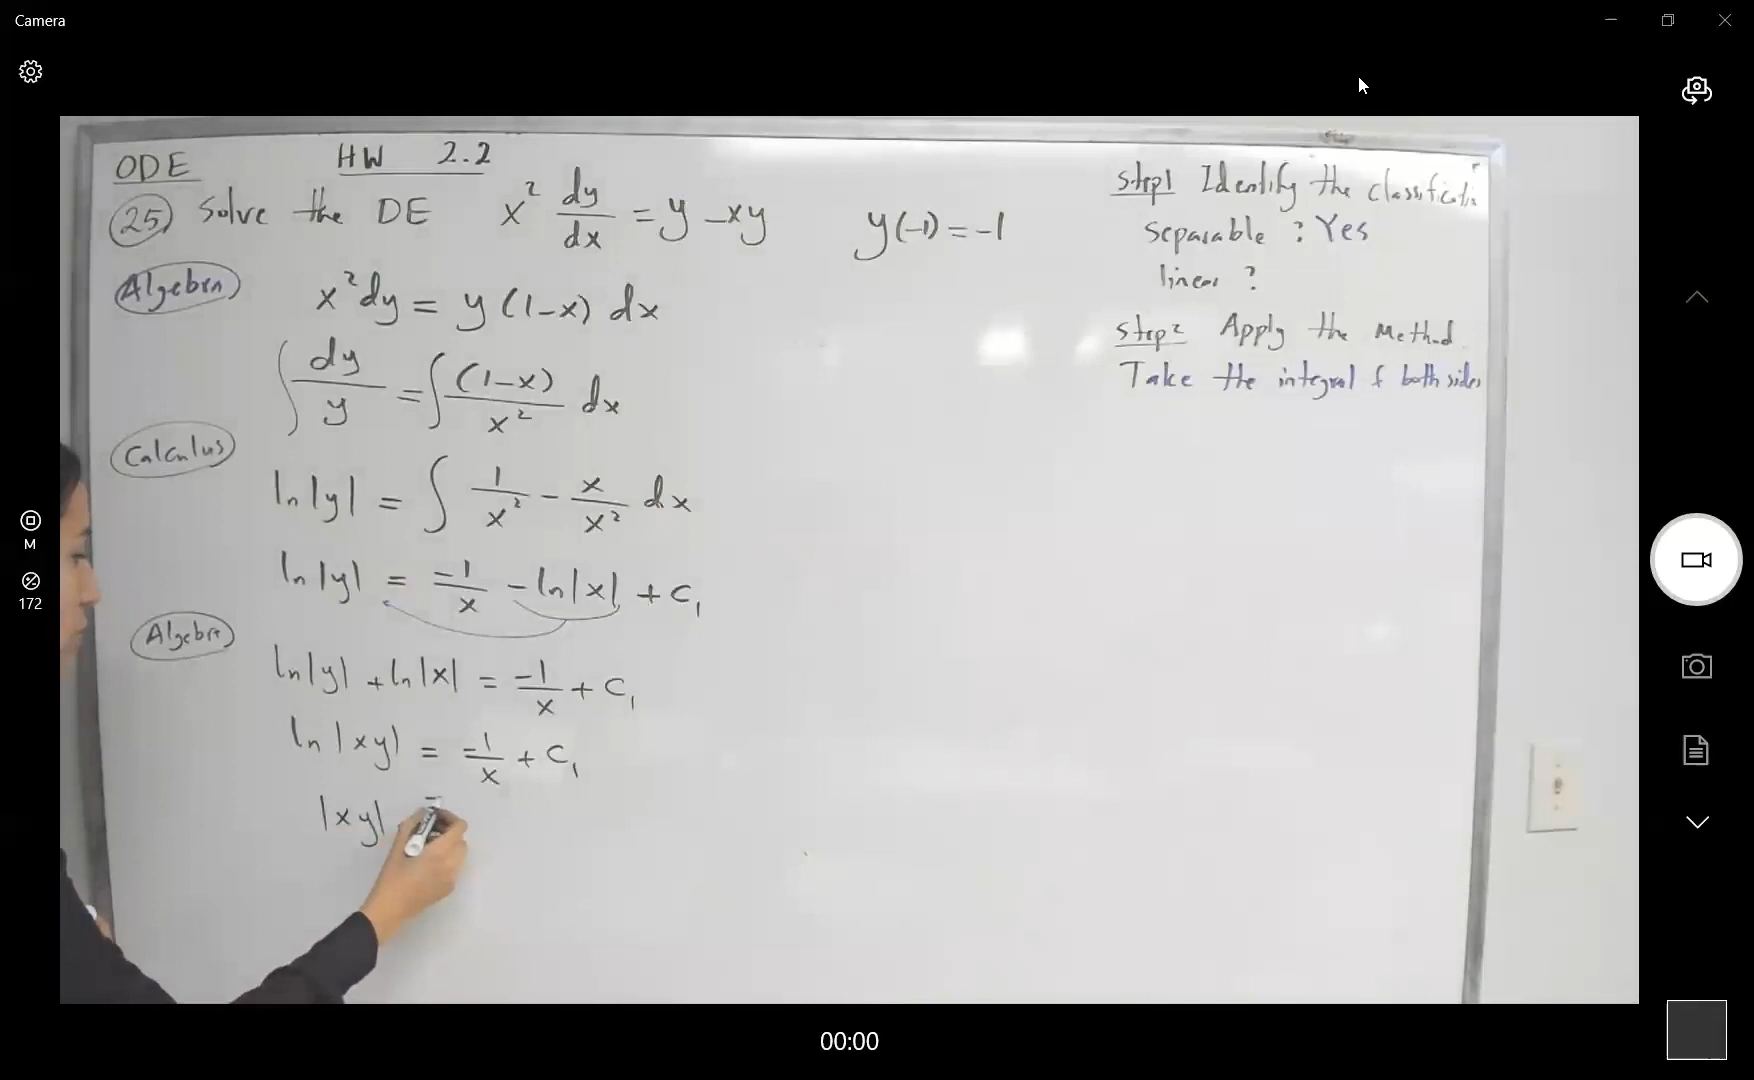 Camera
ODE HW 2.2
(25) Solve the DE x² dy/dx = y - xy y(-1) = -1
Algebra
x² dy = y (1-x) dx
∫ dy/y = ∫ (1-x)/x² dx
Calculus
ln|y| = ∫ 1/x² - x/x² dx
ln|y| = -1/x - ln|x| + C₁
Algebra
ln|y| + ln|x| = -1/x + C₁
ln|xy| = -1/x + C₁
|xy|
Step1 Identify the classificatin
separable ? Yes
linear ?
Step2 Apply the Method
Take the integral of both sides
M
172
00:00